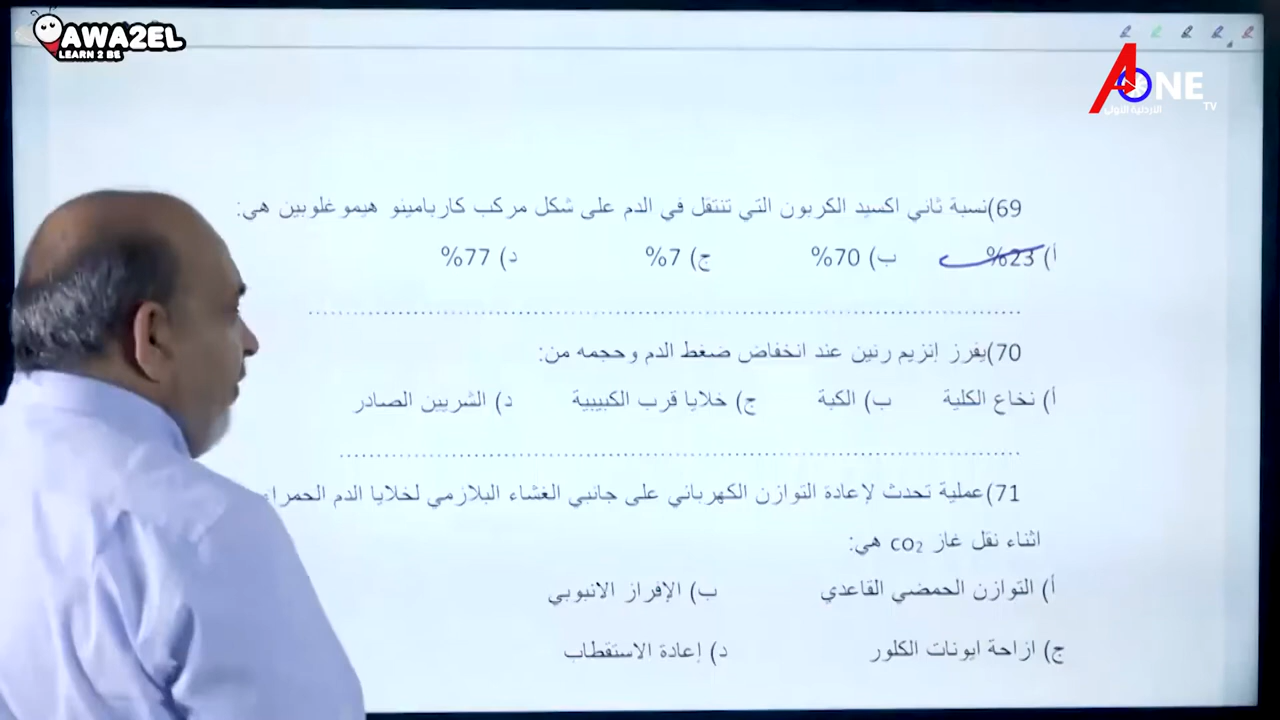 AWA2EL
LEARN 2 BE
A ONE TV
الأردنية الأولى
69)نسبة ثاني اكسيد الكربون التي تنتقل في الدم على شكل مركب كاربامينو هيموغلوبين هي:
أ) 23% ب) 70% ج) 7% د) 77%
70)يفرز إنزيم رنين عند انخفاض ضغط الدم وحجمه من:
أ) نخاع الكلية ب) الكبة ج) خلايا قرب الكبيبية د) الشريين الصادر
71)عملية تحدث لإعادة التوازن الكهربائي على جانبي الغشاء البلازمي لخلايا الدم الحمراء
اثناء نقل غاز co₂ هي:
أ) التوازن الحمضي القاعدي ب) الإفراز الانبوبي
ج) ازاحة ايونات الكلور د) إعادة الاستقطاب